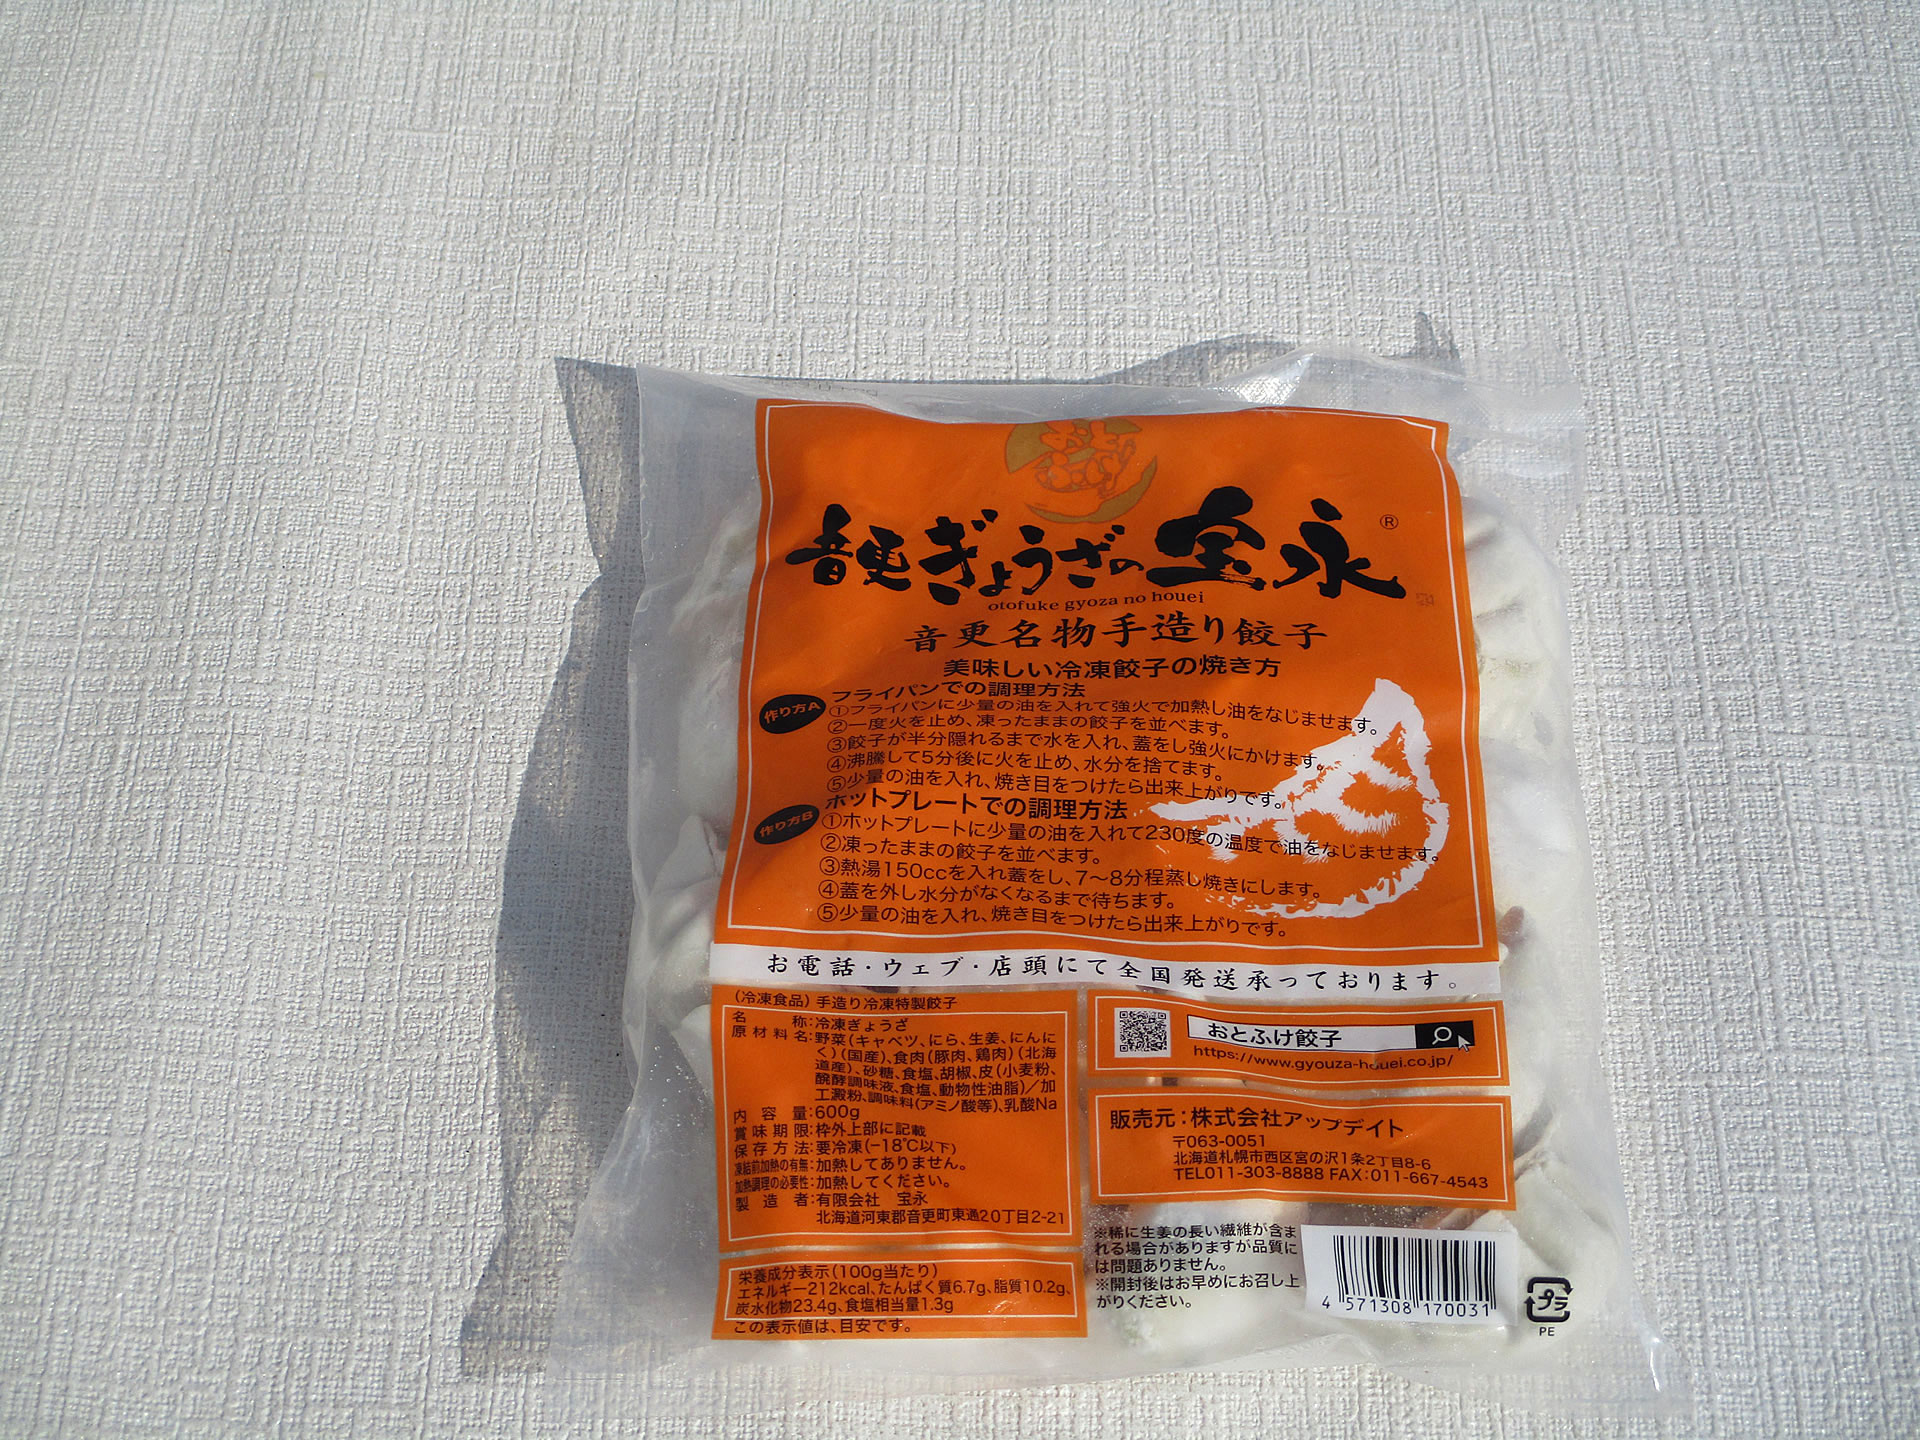 おとふけ
音更ぎょうざの宝永®
otofuke gyoza no houei
音更名物手造り餃子
美味しい冷凍餃子の焼き方
作り方A
フライパンでの調理方法
①フライパンに少量の油を入れて強火で加熱し油をなじませます。
②一度火を止め、凍ったままの餃子を並べます。
③餃子が半分隠れるまで水を入れ、蓋をし強火にかけます。
④沸騰して5分後に火を止め、水分を捨てます。
⑤少量の油を入れ、焼き目をつけたら出来上がりです。
作り方B
ホットプレートでの調理方法
①ホットプレートに少量の油を入れて230度の温度で油をなじませます。
②凍ったままの餃子を並べます。
③熱湯150ccを入れ蓋をし、7〜8分程蒸し焼きにします。
④蓋を外し水分がなくなるまで待ちます。
⑤少量の油を入れ、焼き目をつけたら出来上がりです。
お電話・ウェブ・店頭にて全国発送承っております。
(冷凍食品)手造り冷凍特製餃子
名称:冷凍ぎょうざ
原材料名:野菜(キャベツ、にら、生姜、にんに
く)(国産)、食肉(豚肉、鶏肉)(北海
道産)、砂糖、食塩、胡椒、皮(小麦粉、
醗酵調味液、食塩、動物性油脂)／加
工澱粉、調味料(アミノ酸等)、乳酸Na
内容量:600g
賞味期限:枠外上部に記載
保存方法:要冷凍(−18℃以下)
凍結前加熱の有無:加熱してありません。
加熱調理の必要性:加熱してください。
製造者:有限会社 宝永
北海道河東郡音更町東通20丁目2-21
栄養成分表示(100g当たり)
エネルギー212kcal、たんぱく質6.7g、脂質10.2g、
炭水化物23.4g、食塩相当量1.3g
この表示値は、目安です。
おとふけ餃子
https://www.gyouza-houei.co.jp/
販売元:株式会社アップデイト
〒063-0051
北海道札幌市西区宮の沢1条2丁目8-6
TEL011-303-8888 FAX:011-667-4543
※稀に生姜の長い繊維が含ま
れる場合がありますが品質に
は問題ありません。
※開封後はお早めにお召し上
がりください。
4 571308 170031
プラ
PE